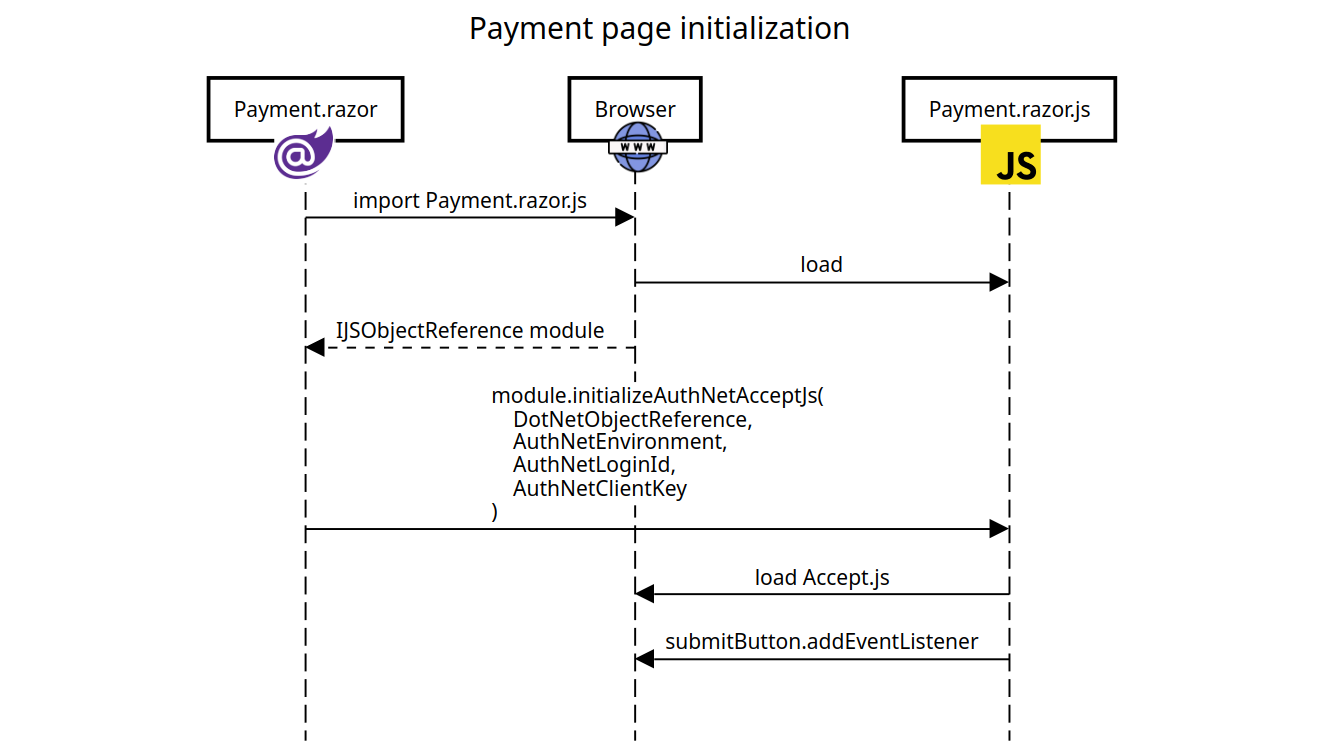 Payment page initialization
Payment.razor
Browser
Payment.razor.js
@
WWW
JS
import Payment.razor.js
load
IJSObjectReference module
module.initializeAuthNetAcceptJs(
DotNetObjectReference,
AuthNetEnvironment,
AuthNetLoginId,
AuthNetClientKey
)
load Accept.js
submitButton.addEventListener